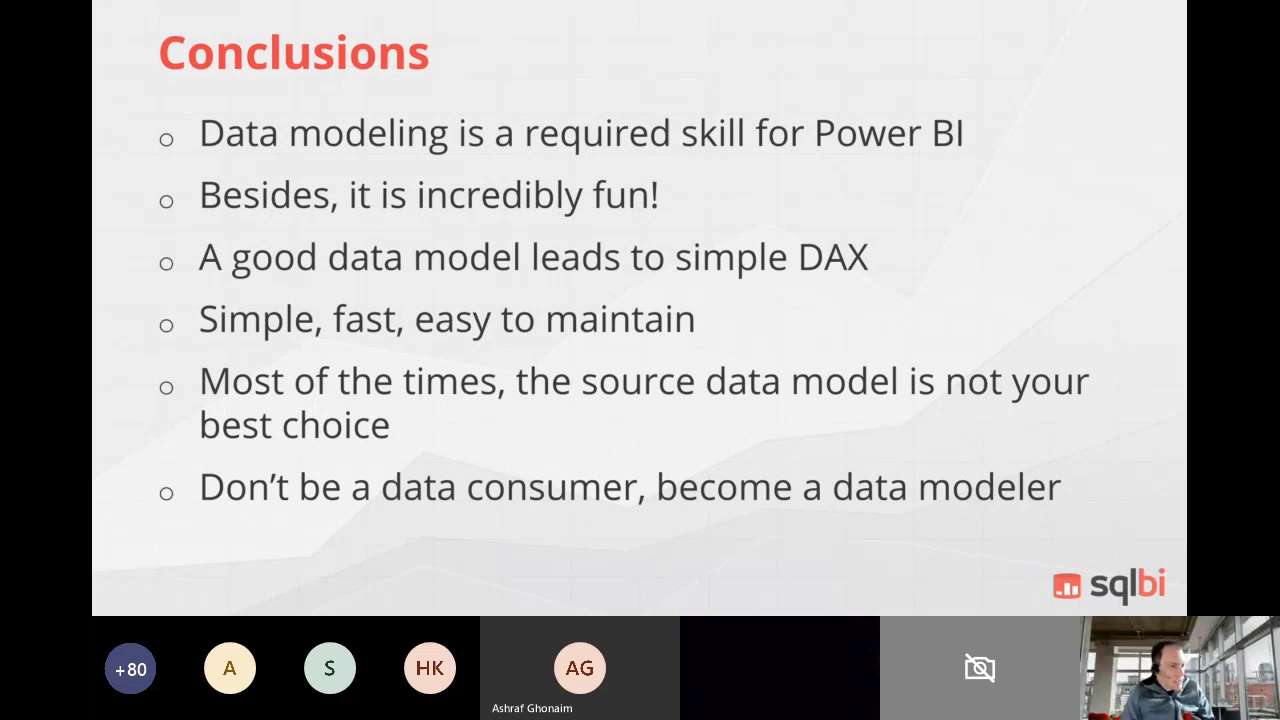 Conclusions
Data modeling is a required skill for Power BI
Besides, it is incredibly fun!
A good data model leads to simple DAX
Simple, fast, easy to maintain
Most of the times, the source data model is not your
best choice
Don’t be a data consumer, become a data modeler
sqlbi
+80
A
S
HK
AG
Ashraf Ghonaim